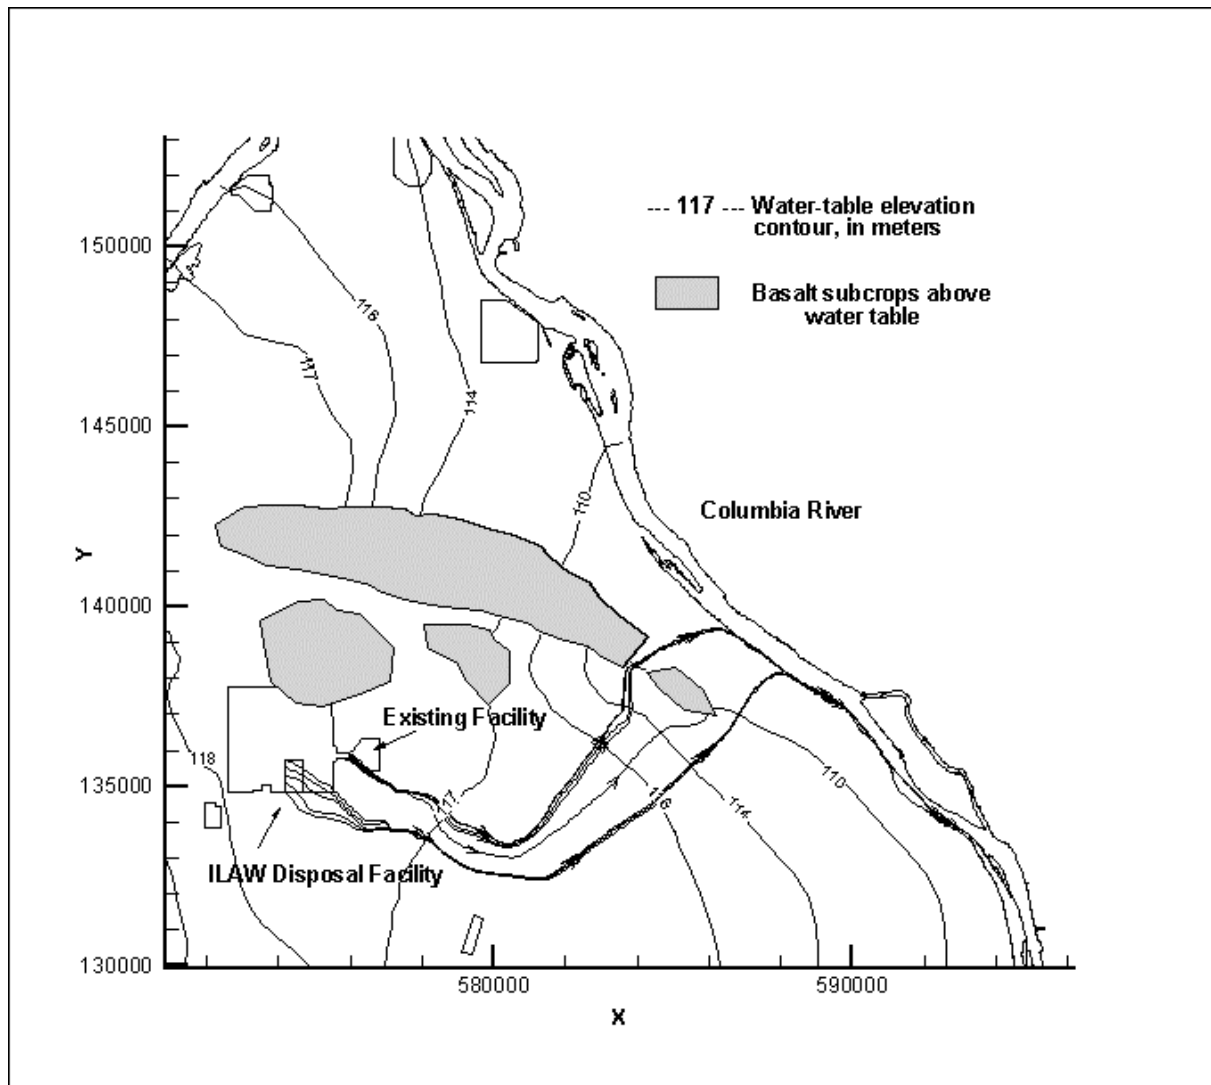 --- 117 --- Water-table elevation
contour, in meters
Basalt subcrops above
water table
150000
116
117
114
145000
110
Columbia River
Y
140000
Existing Facility
118
135000
117
116
114
110
ILAW Disposal Facility
130000
580000
590000
X